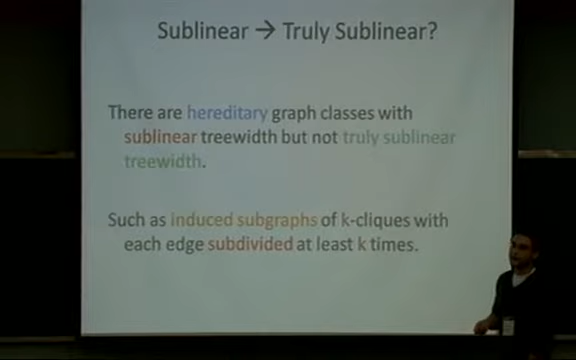 Sublinear → Truly Sublinear?
There are hereditary graph classes with
sublinear treewidth but not truly sublinear
treewidth.
Such as induced subgraphs of k-cliques with
each edge subdivided at least k times.